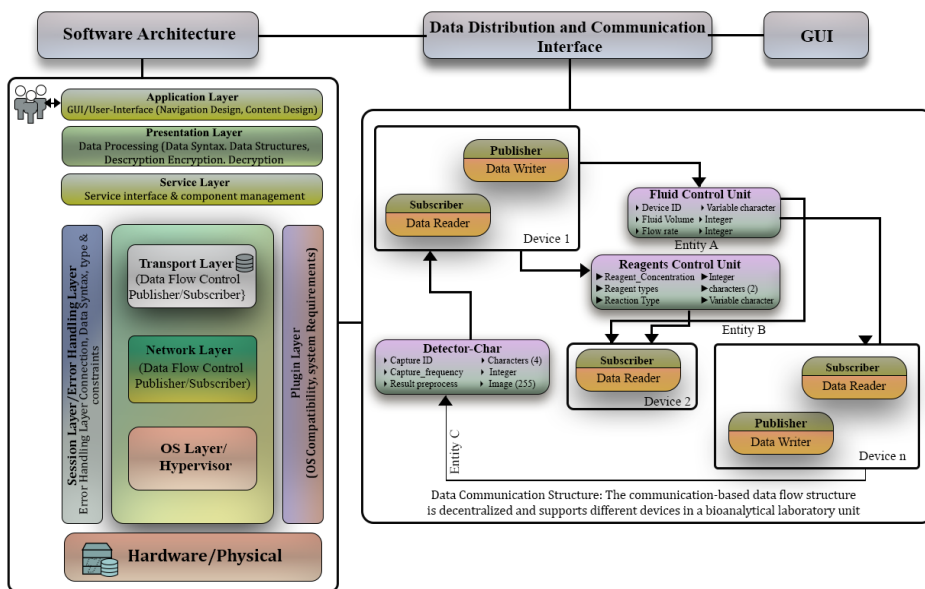 Software Architecture
Data Distribution and Communication
Interface
GUI
Application Layer
GUI/User-Interface (Navigation Design, Content Design)
Presentation Layer
Data Processing (Data Syntax. Data Structures,
Descryption Encryption. Decryption
Service Layer
Service interface & component management
Session Layer/Error Handling Layer
Error Handling Layer Connection, Data Syntax, type &
constraints
Transport Layer
(Data Flow Control
Publisher/Subscriber}
Network Layer
(Data Flow Control
Publisher/Subscriber)
OS Layer/
Hypervisor
Plugin Layer
(OS Compatibility, system Requirements)
Hardware/Physical
Publisher
Data Writer
Subscriber
Data Reader
Device 1
Fluid Control Unit
Device ID Variable character
Fluid Volume Integer
Flow rate Integer
Entity A
Reagents Control Unit
Reagent_Concentration Integer
Reagent types characters (2)
Reaction Type Variable character
Entity B
Detector-Char
Capture ID Characters (4)
Capture_frequency Integer
Result preprocess Image (255)
Subscriber
Data Reader
Device 2
Subscriber
Data Reader
Publisher
Data Writer
Device n
Entity C
Data Communication Structure: The communication-based data flow structure
is decentralized and supports different devices in a bioanalytical laboratory unit